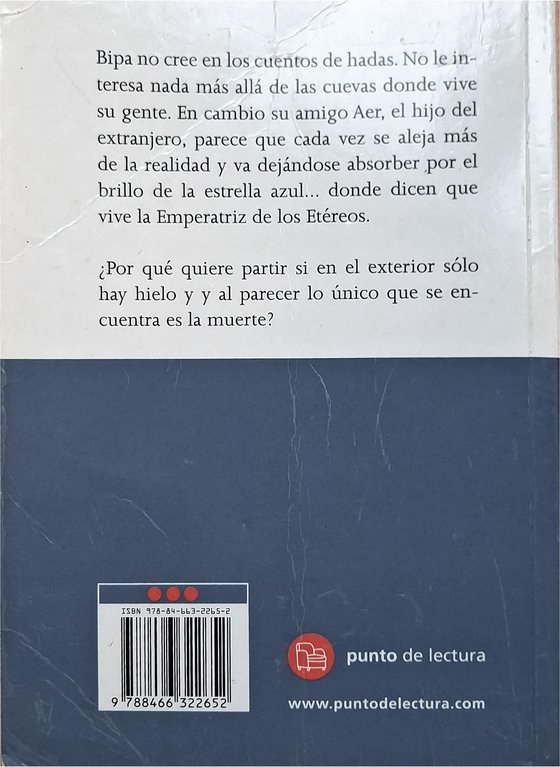 Bipa no cree en los cuentos de hadas. No le in-
teresa nada más allá de las cuevas donde vive
su gente. En cambio su amigo Aer, el hijo del
extranjero, parece que cada vez se aleja más
de la realidad y va dejándose absorber por el
brillo de la estrella azul... donde dicen que
vive la Emperatriz de los Etéreos.
¿Por qué quiere partir si en el exterior sólo
hay hielo y y al parecer lo único que se en-
cuentra es la muerte?
ISBN 978-84-663-2265-2
9 788466 322652
punto de lectura
www.puntodelectura.com